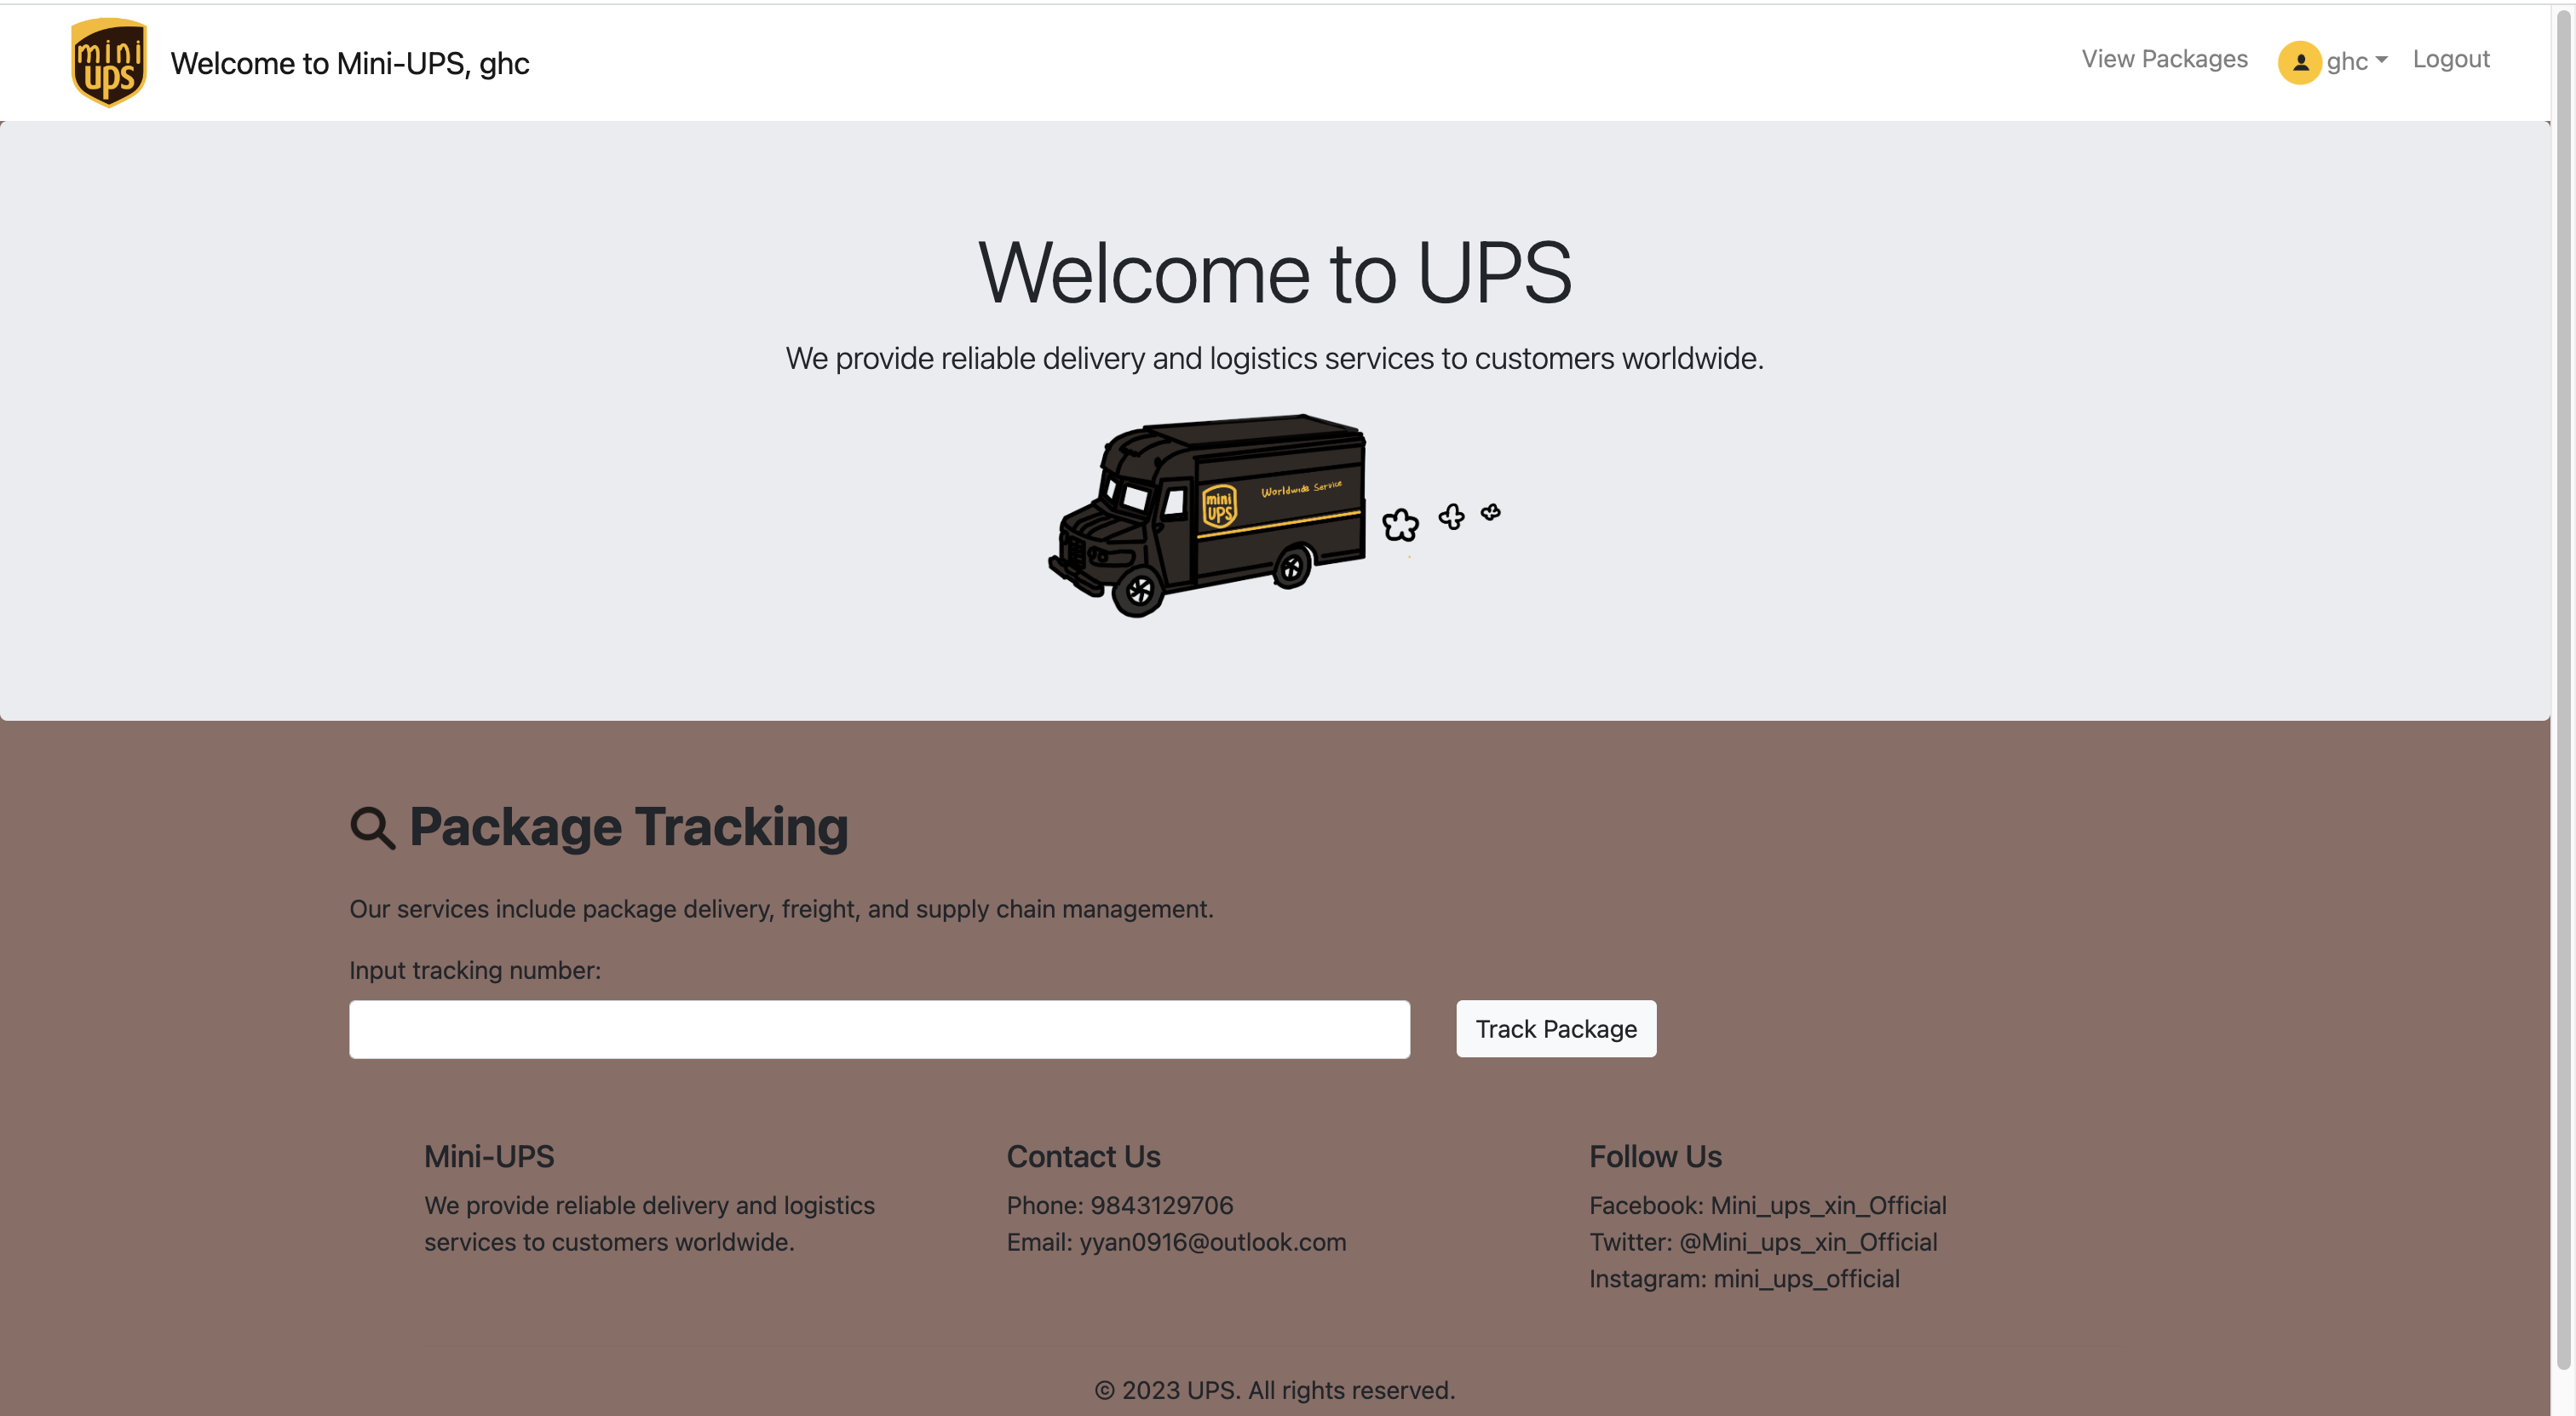 mini
ups
Welcome to Mini-UPS, ghc
View Packages
ghc
Logout
Welcome to UPS
We provide reliable delivery and logistics services to customers worldwide.
mini
UPS
Worldwide Service
Package Tracking
Our services include package delivery, freight, and supply chain management.
Input tracking number:
Track Package
Mini-UPS
We provide reliable delivery and logistics
services to customers worldwide.
Contact Us
Phone: 9843129706
Email: yyan0916@outlook.com
Follow Us
Facebook: Mini_ups_xin_Official
Twitter: @Mini_ups_xin_Official
Instagram: mini_ups_official
© 2023 UPS. All rights reserved.